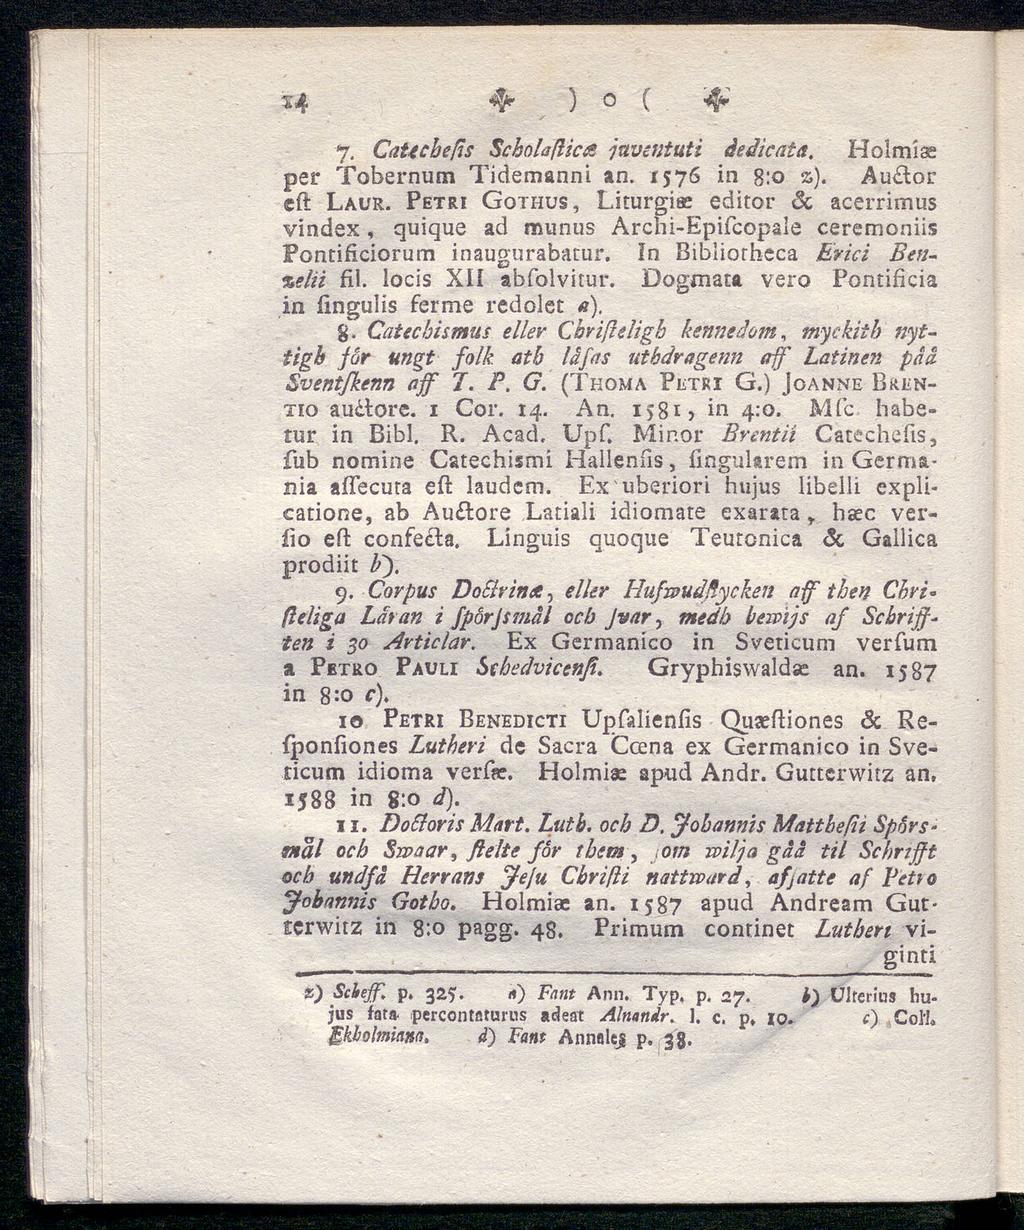 14 ) o (
7. Catechesis Scholasticæ juventuti dedicata. Holmiæ
per Tobernum Tidemanni an. 1576 in 8:o z). Auctor
eſt LAUR. PETRI GOTHUS, Liturgiæ editor & acerrimus
vindex, quique ad munus Archi-Epiſcopale ceremoniis
Pontificiorum inaugurabatur. In Bibliotheca Erici Ben-
zelii fil. locis XII abſolvitur. Dogmata vero Pontificia
in ſingulis ferme redolet a).
8. Catechismus eller Chriſteligh kennedom, myckith nyt-
tigh för ungt folk ath läſas uthdragenn aff Latinen påå
Sventſkenn aff T. P. G. (THOMA PETRI G.) JOANNE BREN-
TIO auctore. 1 Cor. 14. An. 1581, in 4:o. Mſc. habe-
tur in Bibl. R. Acad. Upſ. Minor Brentii Catecheſis,
ſub nomine Catechismi Hallenſis, ſingularem in Germa-
nia aſſecuta eſt laudem. Ex uberiori hujus libelli expli-
catione, ab Auctore Latiali idiomate exarata, hæc ver-
ſio eſt confecta. Linguis quoque Teutonica & Gallica
prodiit b).
9. Corpus Doctrinæ, eller Hufwudſtycken aff then Chri-
ſteliga Läran i ſpörſsmål och ſvar, medh bewijs af Schriff-
ten i 30 Articlar. Ex Germanico in Sveticum verſum
a PETRO PAULI Schedvicenſi. Gryphiswaldæ an. 1587
in 8:o c).
10 PETRI BENEDICTI Upſalienſis Quæſtiones & Re-
ſponſiones Lutheri de Sacra Cœna ex Germanico in Sve-
ticum idioma verſæ. Holmiæ apud Andr. Gutterwitz an.
1588 in 8:o d).
11. Doctoris Mart. Luth. och D. Johannis Mattheſii Spörs-
mål och Swaar, ſtelte för them, ſom wilja gåå til Schrifft
och undfå Herrans Jeſu Chriſti nattward, afſatte af Petro
Johannis Gotho. Holmiæ an. 1587 apud Andream Gut-
terwitz in 8:o pagg. 48. Primum continet Lutheri vi-
ginti
z) Scheff. p. 325. a) Fant Ann. Typ. p. 27. b) Ulterius hu-
jus fata percontaturus adeat Alnandr. l. c. p. 10. c) Coll.
Ekholmiana. d) Fant Annales p. 38.